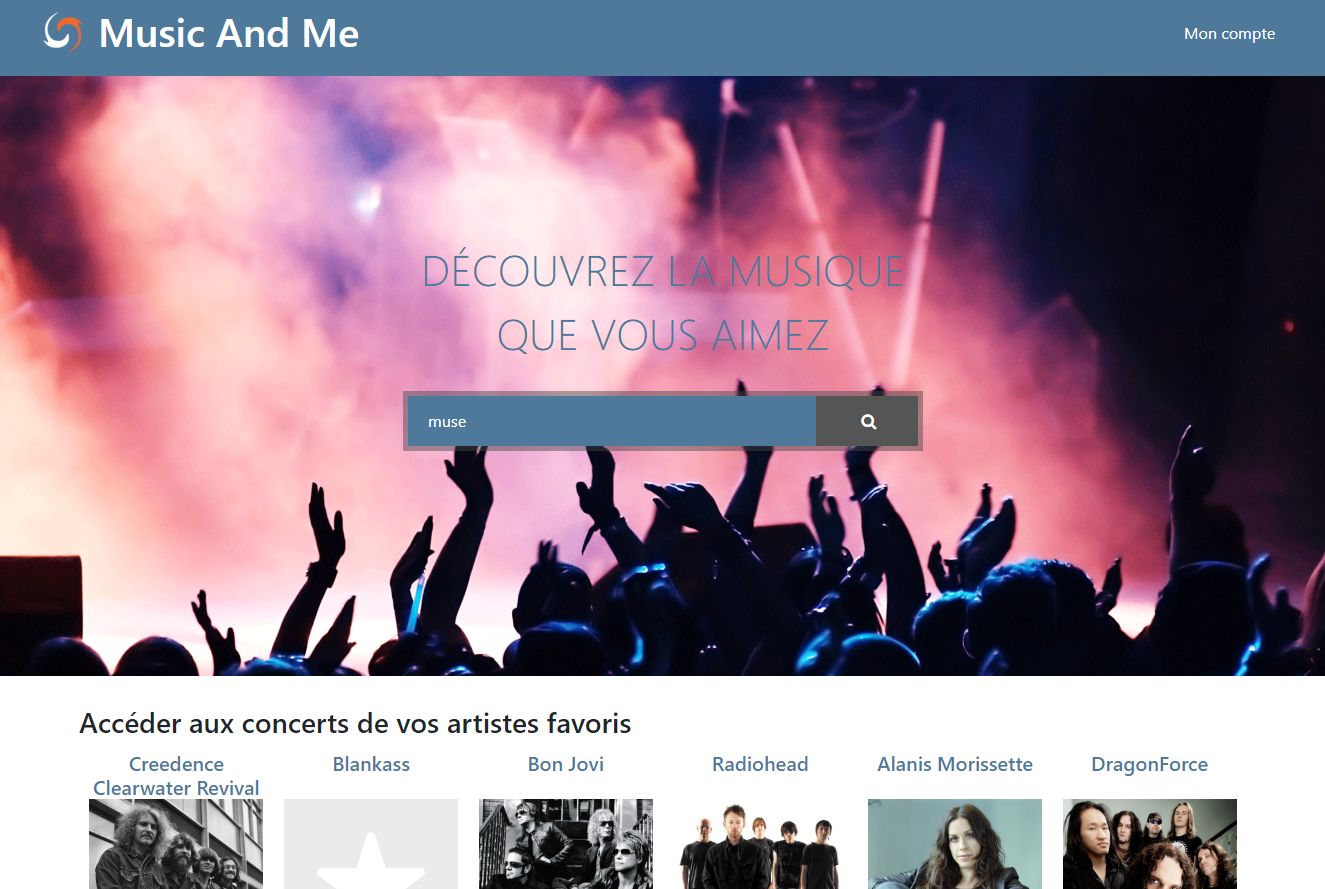 Music And Me
Mon compte
DÉCOUVREZ LA MUSIQUE
QUE VOUS AIMEZ
muse
Accéder aux concerts de vos artistes favoris
Creedence
Clearwater Revival
Blankass
Bon Jovi
Radiohead
Alanis Morissette
DragonForce